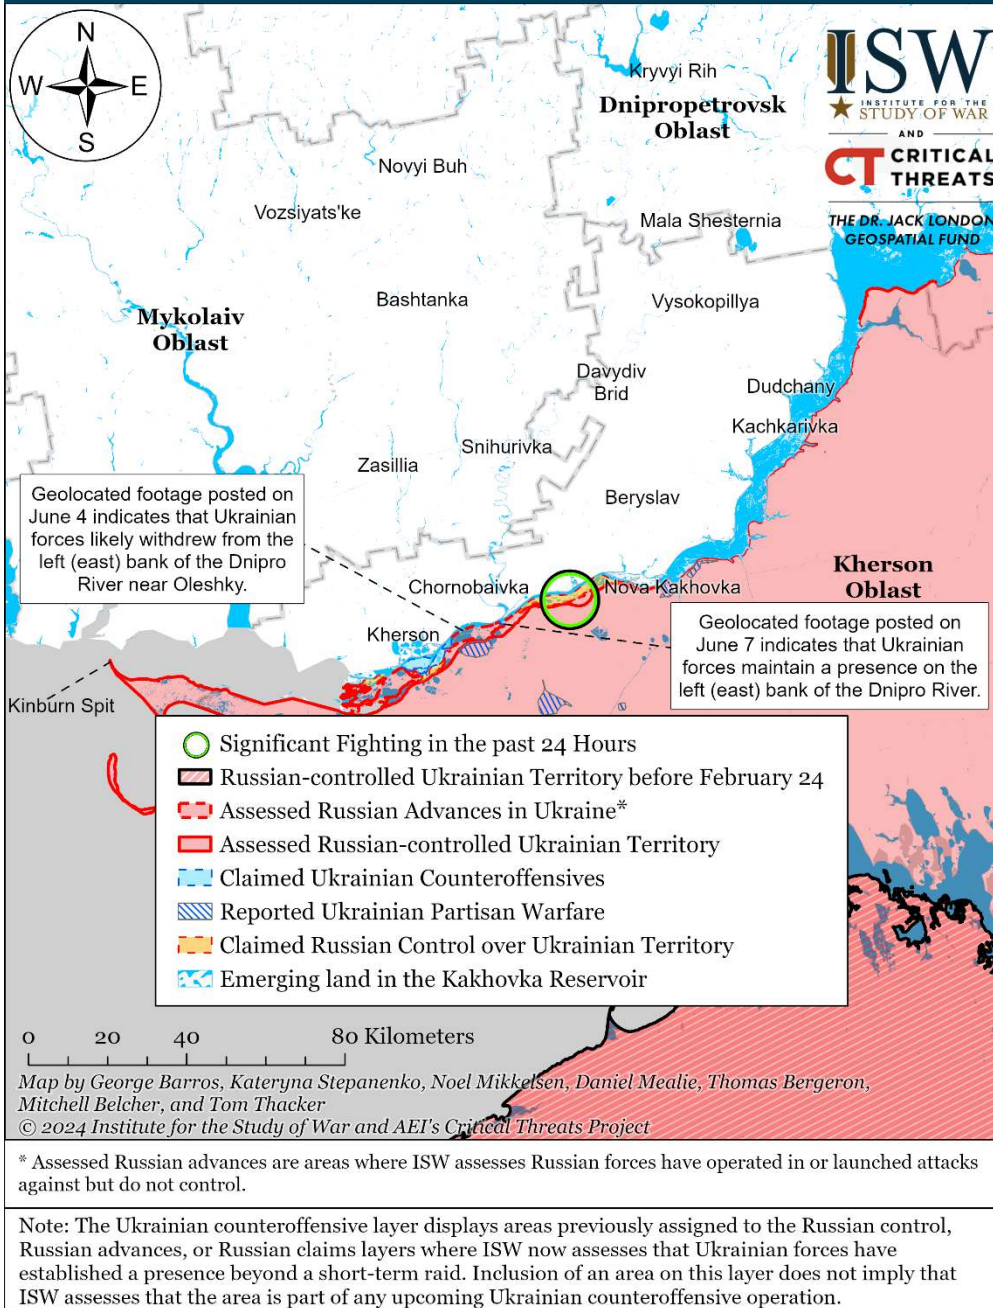 N
W E
S
ISW
INSTITUTE FOR THE
STUDY OF WAR
AND
CT CRITICAL
THREATS
THE DR. JACK LONDON
GEOSPATIAL FUND
Kryvyi Rih
Dnipropetrovsk
Oblast
Novyi Buh
Vozsiyats'ke
Mala Shesternia
Bashtanka
Vysokopillya
Mykolaiv
Oblast
Davydiv
Brid
Dudchany
Kachkarivka
Snihurivka
Zasillia
Beryslav
Geolocated footage posted on
June 4 indicates that Ukrainian
forces likely withdrew from the
left (east) bank of the Dnipro
River near Oleshky.
Chornobaivka
Nova Kakhovka
Kherson
Oblast
Kherson
Geolocated footage posted on
June 7 indicates that Ukrainian
forces maintain a presence on the
left (east) bank of the Dnipro River.
Kinburn Spit
Significant Fighting in the past 24 Hours
Russian-controlled Ukrainian Territory before February 24
Assessed Russian Advances in Ukraine*
Assessed Russian-controlled Ukrainian Territory
Claimed Ukrainian Counteroffensives
Reported Ukrainian Partisan Warfare
Claimed Russian Control over Ukrainian Territory
Emerging land in the Kakhovka Reservoir
0 20 40 80 Kilometers
Map by George Barros, Kateryna Stepanenko, Noel Mikkelsen, Daniel Mealie, Thomas Bergeron,
Mitchell Belcher, and Tom Thacker
© 2024 Institute for the Study of War and AEI's Critical Threats Project
* Assessed Russian advances are areas where ISW assesses Russian forces have operated in or launched attacks
against but do not control.
Note: The Ukrainian counteroffensive layer displays areas previously assigned to the Russian control,
Russian advances, or Russian claims layers where ISW now assesses that Ukrainian forces have
established a presence beyond a short-term raid. Inclusion of an area on this layer does not imply that
ISW assesses that the area is part of any upcoming Ukrainian counteroffensive operation.